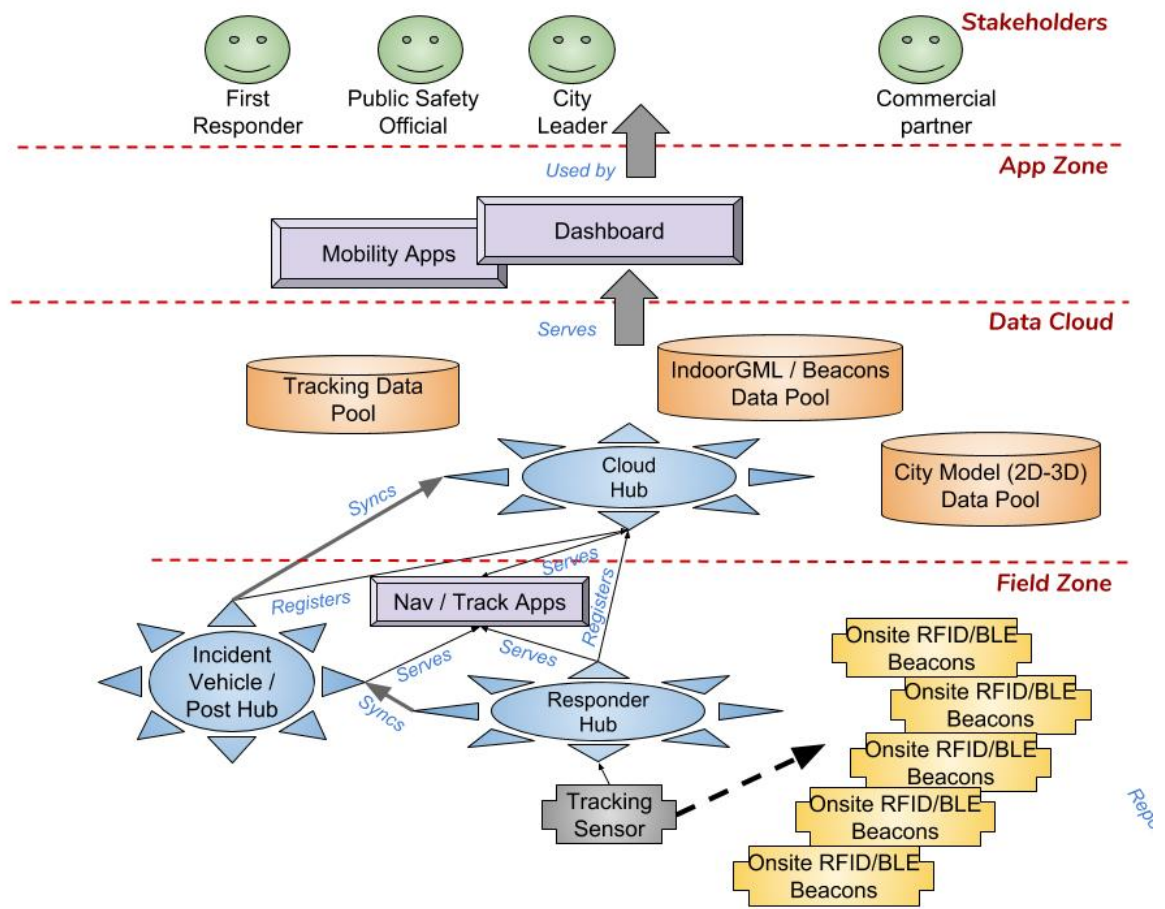 Stakeholders
First
Responder
Public Safety
Official
City
Leader
Commercial
partner
Used by
App Zone
Mobility Apps
Dashboard
Serves
Data Cloud
Tracking Data
Pool
IndoorGML / Beacons
Data Pool
City Model (2D-3D)
Data Pool
Cloud
Hub
Syncs
Serves
Field Zone
Registers
Nav / Track Apps
Registers
Incident
Vehicle /
Post Hub
Serves
Serves
Syncs
Responder
Hub
Tracking
Sensor
Onsite RFID/BLE
Beacons
Onsite RFID/BLE
Beacons
Onsite RFID/BLE
Beacons
Onsite RFID/BLE
Beacons
Onsite RFID/BLE
Beacons